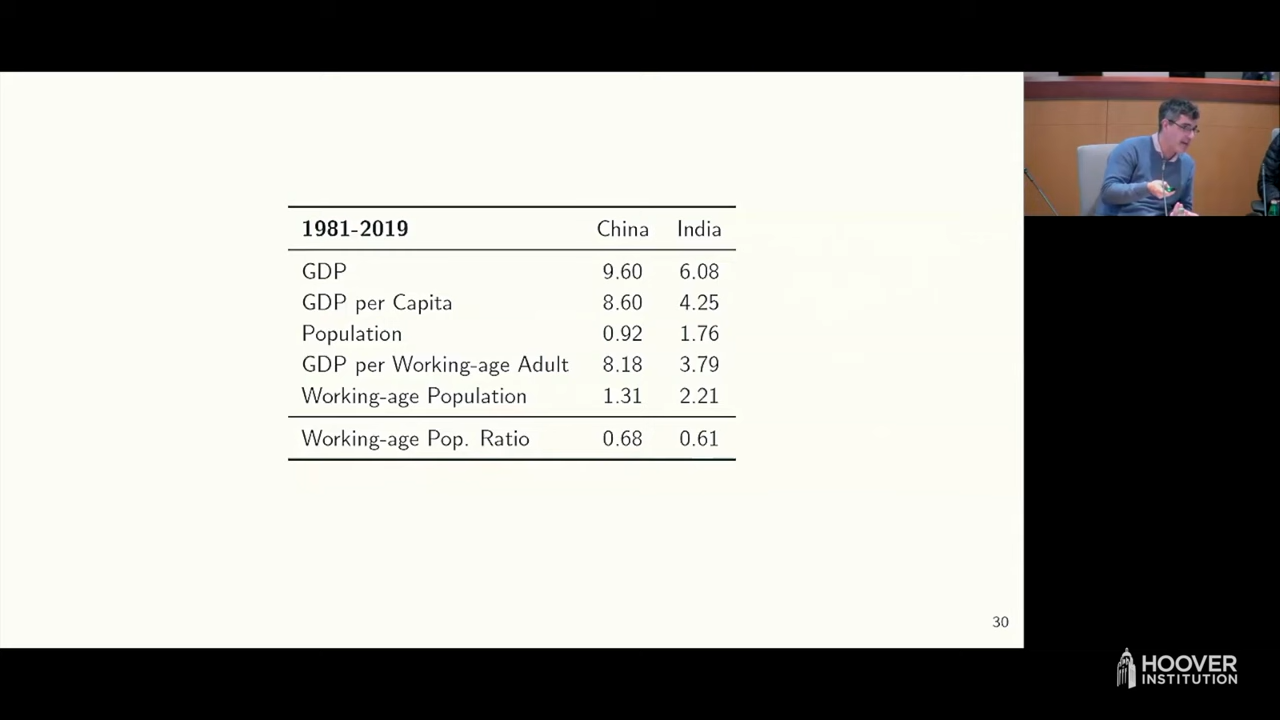 1981-2019 China India
GDP 9.60 6.08
GDP per Capita 8.60 4.25
Population 0.92 1.76
GDP per Working-age Adult 8.18 3.79
Working-age Population 1.31 2.21
Working-age Pop. Ratio 0.68 0.61
30
HOOVER
INSTITUTION